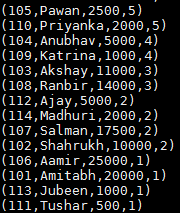 (105,Pawan,2500,5)
(110,Priyanka,2000,5)
(104,Anubhav,5000,4)
(109,Katrina,1000,4)
(103,Akshay,11000,3)
(108,Ranbir,14000,3)
(112,Ajay,5000,2)
(114,Madhuri,2000,2)
(107,Salman,17500,2)
(102,Shahrukh,10000,2)
(106,Aamir,25000,1)
(101,Amitabh,20000,1)
(113,Jubeen,1000,1)
(111,Tushar,500,1)